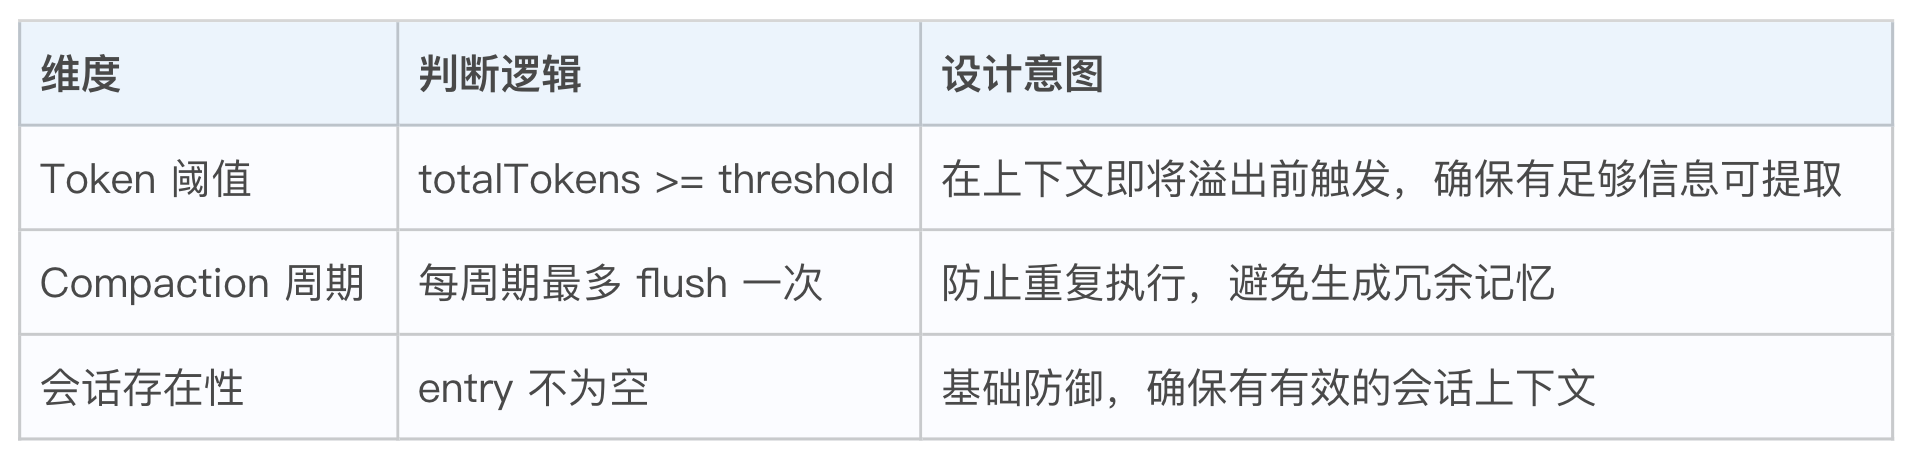 维度 判断逻辑 设计意图
Token 阈值 totalTokens >= threshold 在上下文即将溢出前触发，确保有足够信息可提取
Compaction 周期 每周期最多 flush 一次 防止重复执行，避免生成冗余记忆
会话存在性 entry 不为空 基础防御，确保有有效的会话上下文